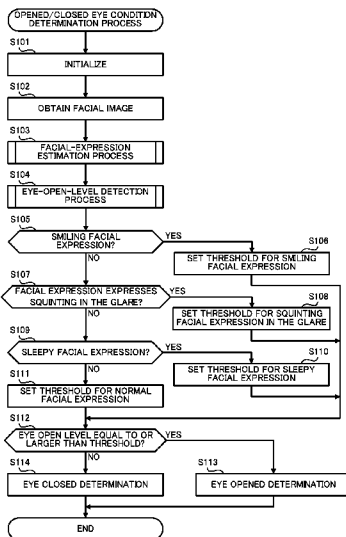 OPENED/CLOSED EYE CONDITION
DETERMINATION PROCESS
S101
INITIALIZE
S102
OBTAIN FACIAL IMAGE
S103
FACIAL-EXPRESSION
ESTIMATION PROCESS
S104
EYE-OPEN-LEVEL DETECTION
PROCESS
S105
SMILING FACIAL
EXPRESSION?
YES
NO
S106
SET THRESHOLD FOR SMILING
FACIAL EXPRESSION
S107
FACIAL EXPRESSION EXPRESSES
SQUINTING IN THE GLARE?
YES
NO
S108
SET THRESHOLD FOR SQUINTING
FACIAL EXPRESSION IN THE GLARE
S109
SLEEPY FACIAL EXPRESSION?
YES
NO
S110
SET THRESHOLD FOR SLEEPY
FACIAL EXPRESSION
S111
SET THRESHOLD FOR NORMAL
FACIAL EXPRESSION
S112
EYE OPEN LEVEL EQUAL TO OR
LARGER THAN THRESHOLD?
YES
NO
S114
EYE CLOSED DETERMINATION
S113
EYE OPENED DETERMINATION
END